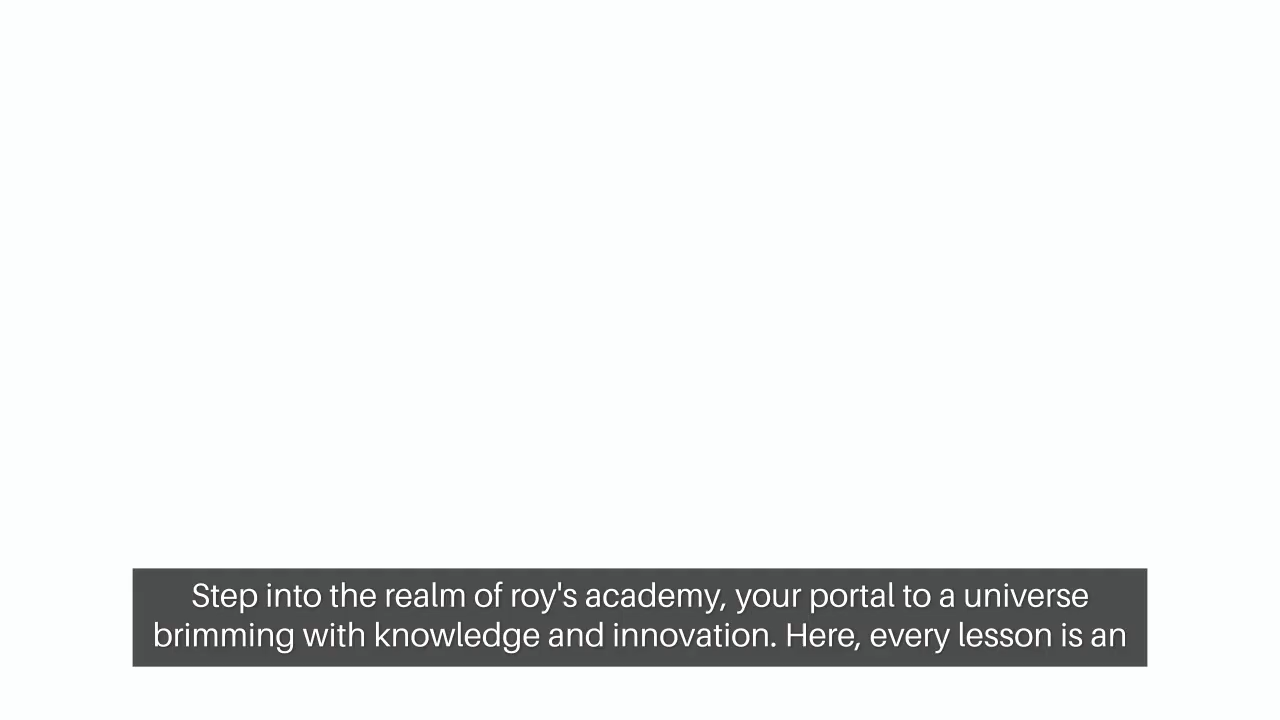 Step into the realm of roy's academy, your portal to a universe
brimming with knowledge and innovation. Here, every lesson is an